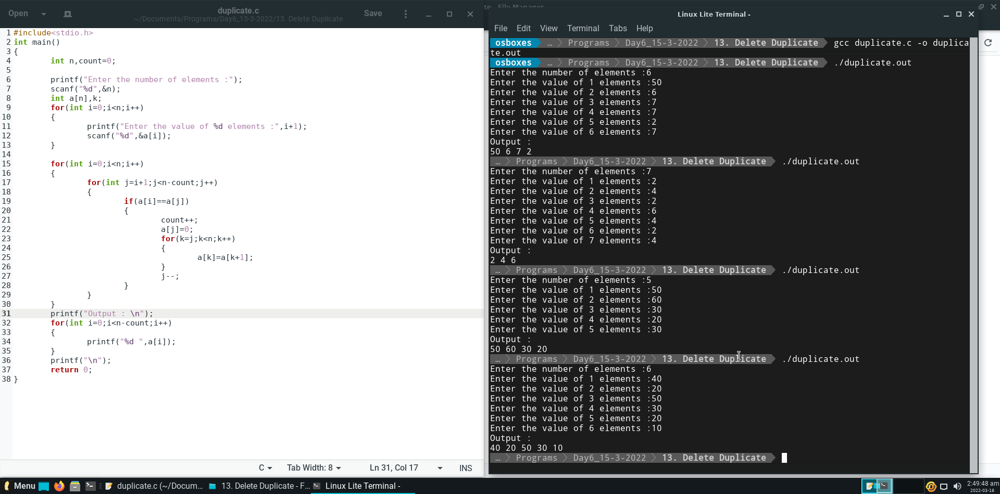 Open
duplicate.c
~/Documents/Programs/Day6_15-3-2022/13. Delete Duplicate
Save
1 #include<stdio.h>
2 int main()
3 {
4 int n,count=0;
5
6 printf("Enter the number of elements :");
7 scanf("%d",&n);
8 int a[n],k;
9 for(int i=0;i<n;i++)
10 {
11 printf("Enter the value of %d elements :",i+1);
12 scanf("%d",&a[i]);
13 }
14
15 for(int i=0;i<n;i++)
16 {
17 for(int j=i+1;j<n-count;j++)
18 {
19 if(a[i]==a[j])
20 {
21 count++;
22 a[j]=0;
23 for(k=j;k<n;k++)
24 {
25 a[k]=a[k+1];
26 }
27 j--;
28 }
29 }
30 }
31 printf("Output : \n");
32 for(int i=0;i<n-count;i++)
33 {
34 printf("%d ",a[i]);
35 }
36 printf("\n");
37 return 0;
38 }
C Tab Width: 8 Ln 31, Col 17 INS
te - File Manager
Linux Lite Terminal -
File Edit View Terminal Tabs Help
osboxes … Programs Day6_15-3-2022 13. Delete Duplicate gcc duplicate.c -o duplica
te.out
osboxes … Programs Day6_15-3-2022 13. Delete Duplicate ./duplicate.out
Enter the number of elements :6
Enter the value of 1 elements :50
Enter the value of 2 elements :6
Enter the value of 3 elements :7
Enter the value of 4 elements :7
Enter the value of 5 elements :2
Enter the value of 6 elements :7
Output :
50 6 7 2
… Programs Day6_15-3-2022 13. Delete Duplicate ./duplicate.out
Enter the number of elements :7
Enter the value of 1 elements :2
Enter the value of 2 elements :4
Enter the value of 3 elements :2
Enter the value of 4 elements :6
Enter the value of 5 elements :4
Enter the value of 6 elements :2
Enter the value of 7 elements :4
Output :
2 4 6
… Programs Day6_15-3-2022 13. Delete Duplicate ./duplicate.out
Enter the number of elements :5
Enter the value of 1 elements :50
Enter the value of 2 elements :60
Enter the value of 3 elements :30
Enter the value of 4 elements :20
Enter the value of 5 elements :30
Output :
50 60 30 20
… Programs Day6_15-3-2022 13. Delete Duplicate ./duplicate.out
Enter the number of elements :6
Enter the value of 1 elements :40
Enter the value of 2 elements :20
Enter the value of 3 elements :50
Enter the value of 4 elements :30
Enter the value of 5 elements :20
Enter the value of 6 elements :10
Output :
40 20 50 30 10
… Programs Day6_15-3-2022 13. Delete Duplicate
Menu
duplicate.c (~/Docum...
13. Delete Duplicate - F...
Linux Lite Terminal -
2:49:48 am
2022-03-18